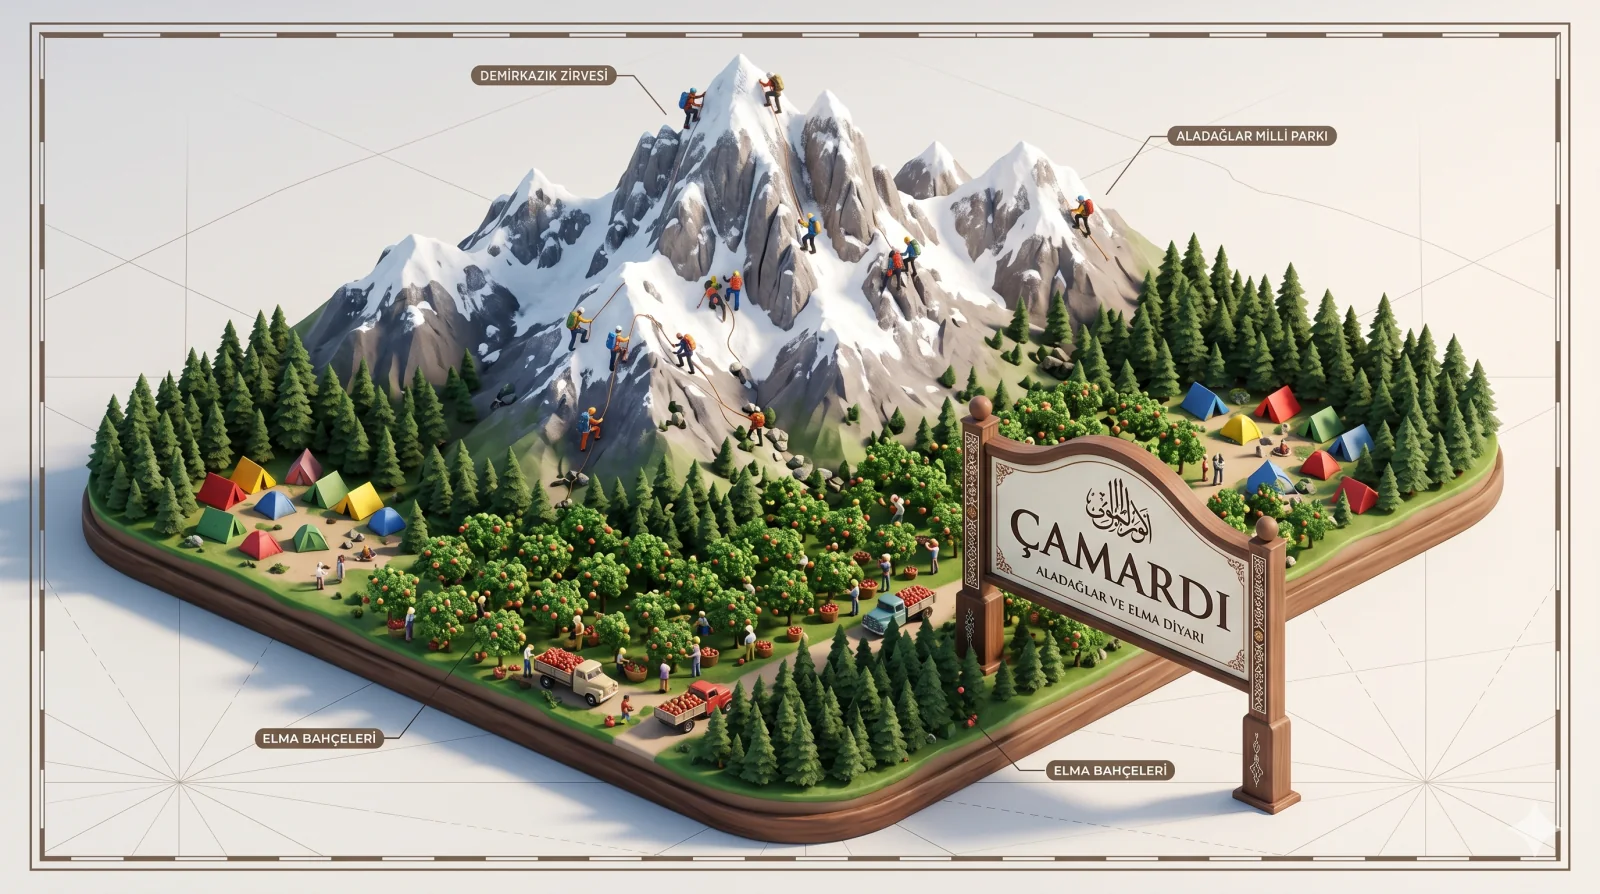 DEMİRKAZIK ZİRVESİ
ALADAĞLAR MİLLİ PARKI
ÇAMARDI
ALADAĞLAR VE ELMA DİYARI
ELMA BAHÇELERİ
ELMA BAHÇELERİ